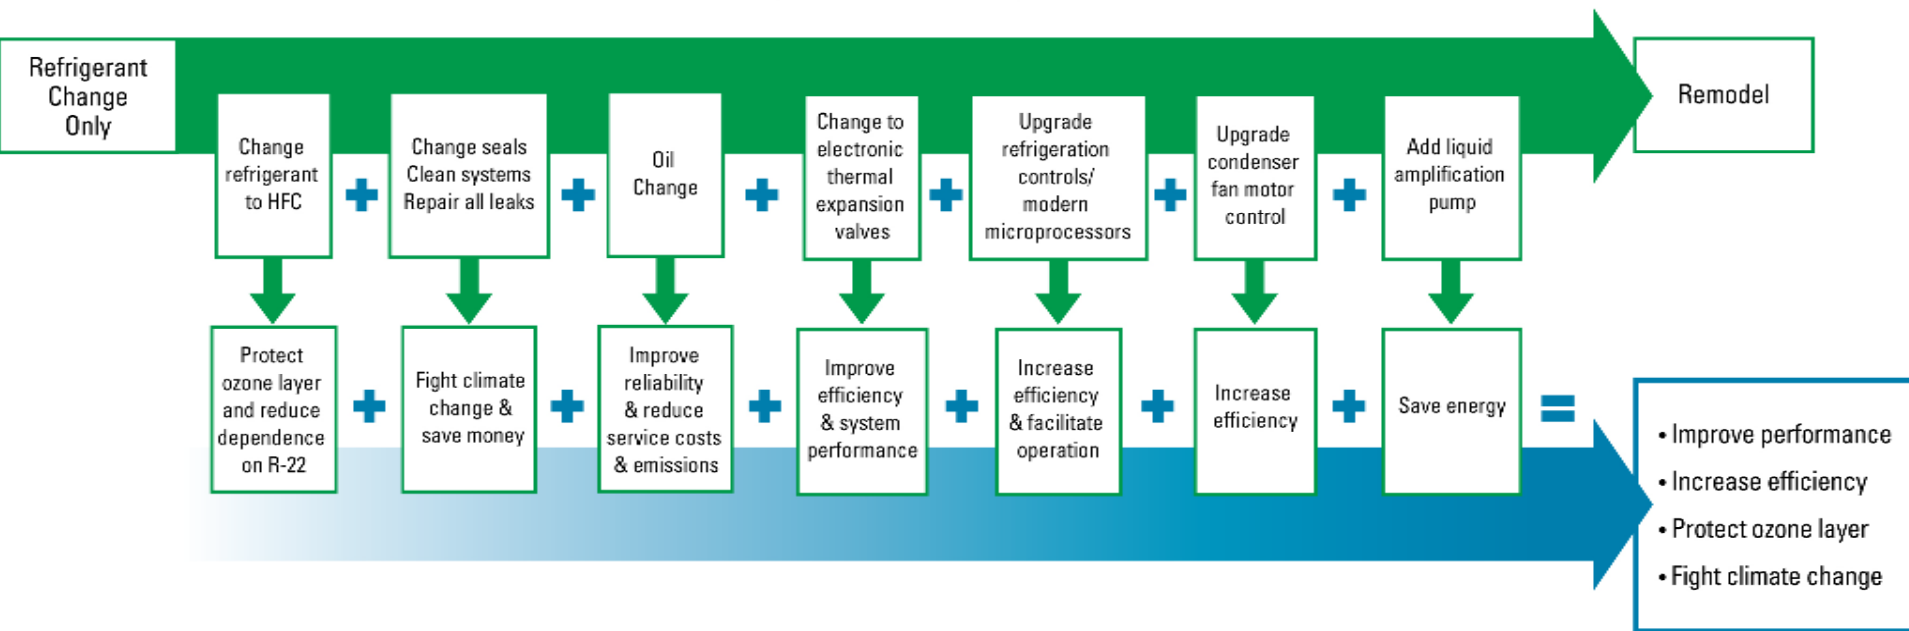 Refrigerant
Change
Only
Change
refrigerant
to HFC
+
Change seals
Clean systems
Repair all leaks
+
Oil
Change
+
Change to
electronic
thermal
expansion
valves
+
Upgrade
refrigeration
controls/
modern
microprocessors
+
Upgrade
condenser
fan motor
control
+
Add liquid
amplification
pump
Remodel
Protect
ozone layer
and reduce
dependence
on R-22
+
Fight climate
change &
save money
+
Improve
reliability
& reduce
service costs
& emissions
+
Improve
efficiency
& system
performance
+
Increase
efficiency
& facilitate
operation
+
Increase
efficiency
+
Save energy
=
• Improve performance
• Increase efficiency
• Protect ozone layer
• Fight climate change